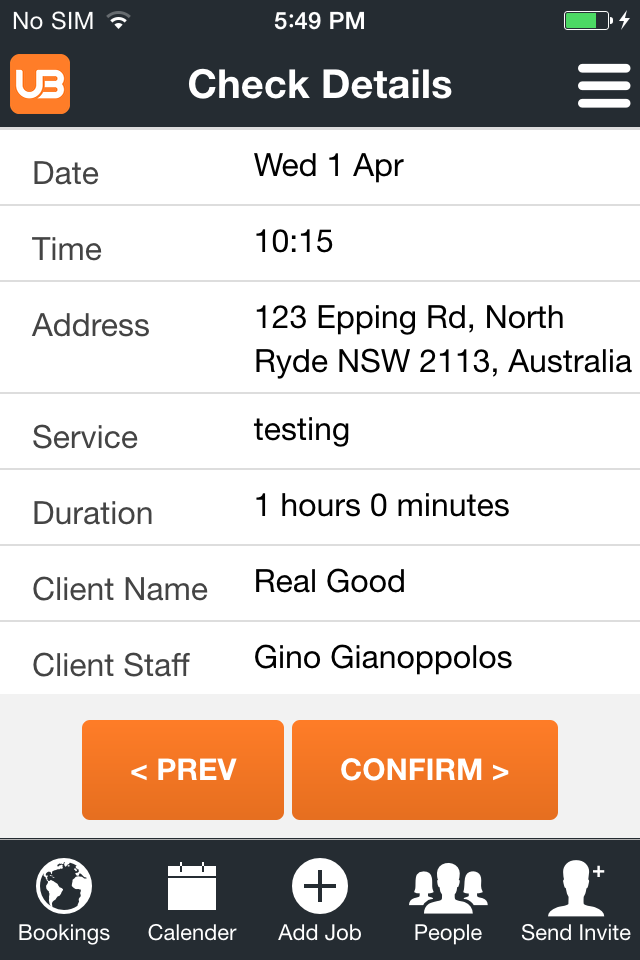 No SIM 5:49 PM
UB Check Details
Date Wed 1 Apr
Time 10:15
Address 123 Epping Rd, North
Ryde NSW 2113, Australia
Service testing
Duration 1 hours 0 minutes
Client Name Real Good
Client Staff Gino Gianoppolos
< PREV CONFIRM >
Bookings Calender Add Job People Send Invite